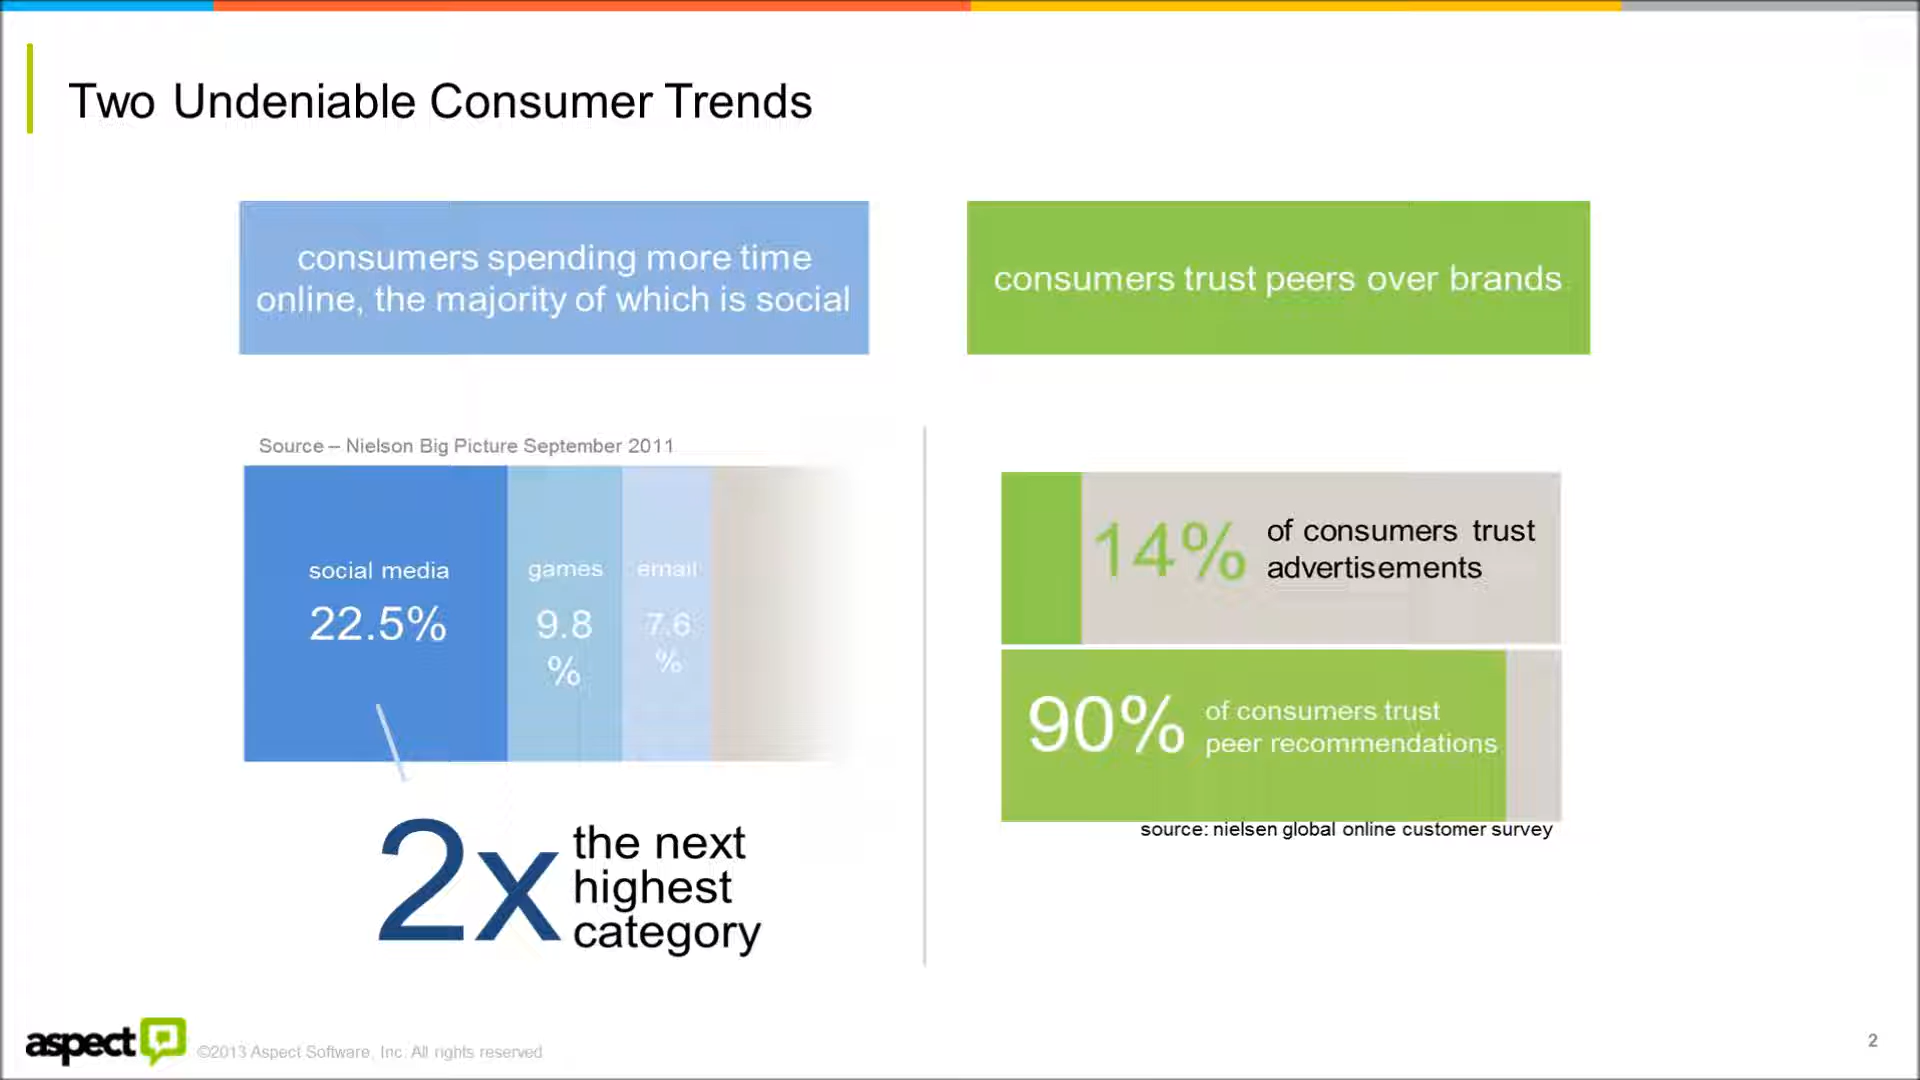 Two Undeniable Consumer Trends
consumers spending more time
online, the majority of which is social
consumers trust peers over brands
Source – Nielson Big Picture September 2011
social media
22.5%
games
9.8
%
email
7.6
%
2x
the next
highest
category
14%
of consumers trust
advertisements
90%
of consumers trust
peer recommendations
source: nielsen global online customer survey
aspect
©2013 Aspect Software, Inc. All rights reserved
2